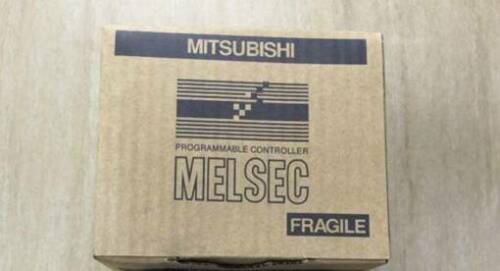 MITSUBISHI
PROGRAMMABLE CONTROLLER
MELSEC
FRAGILE